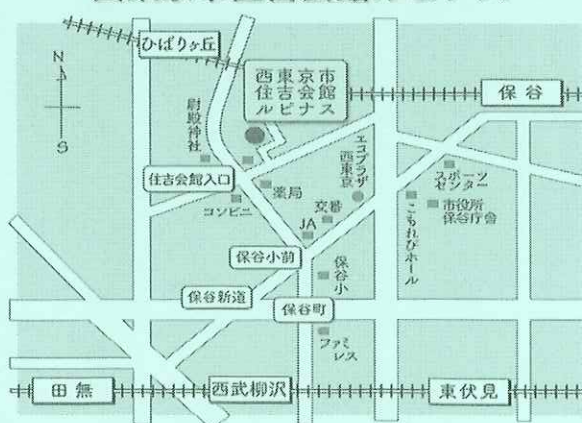 ひばりヶ丘
N
S
西東京市
住吉会館
ルピナス
保谷
尉殿神社
住吉会館入口
コンビニ
薬局
エコプラザ
西東京
交番
JA
スポーツ
センター
市役所
保谷庁舎
こもれびホール
保谷小前
保谷小
保谷新道
保谷町
ファミ
レス
田無
西武柳沢
東伏見